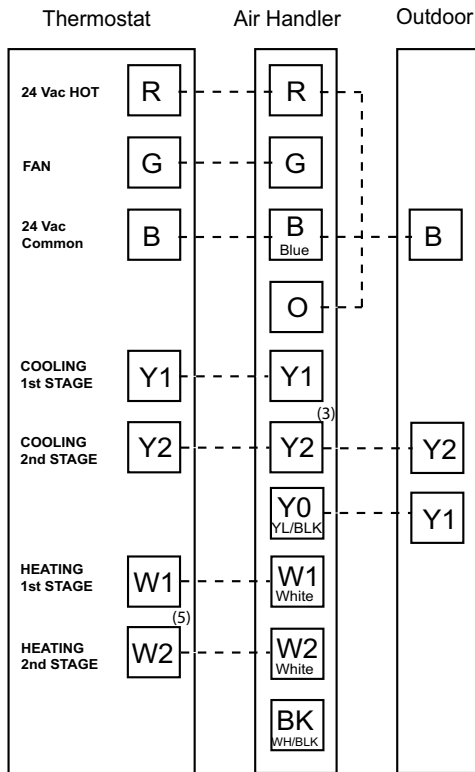 Thermostat Air Handler Outdoor
24 Vac HOT R R
FAN G G
24 Vac
Common B B B
Blue
O
COOLING
1st STAGE Y1 Y1
(3)
COOLING
2nd STAGE Y2 Y2 Y2
Y0 Y1
YL/BLK
HEATING
1st STAGE W1 W1
White
(5)
HEATING
2nd STAGE W2 W2
White
BK
WH/BLK